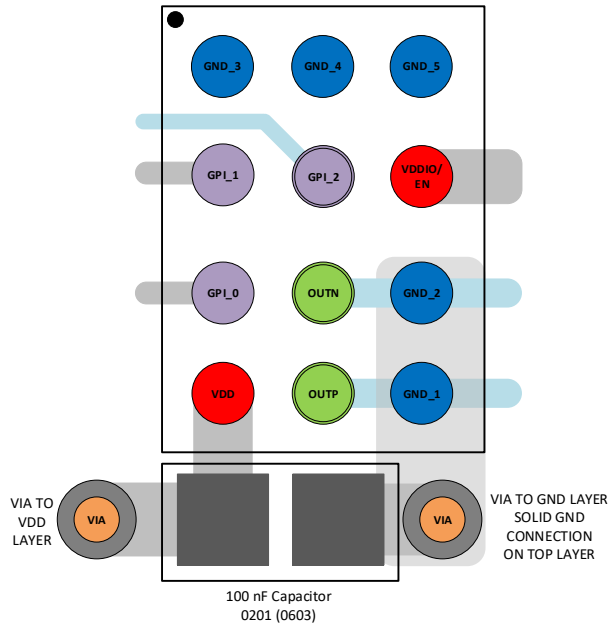 GND_3
GND_4
GND_5
GPI_1
GPI_2
VDDIO/
EN
GPI_0
OUTN
GND_2
VDD
OUTP
GND_1
VIA TO
VDD
LAYER
VIA
VIA
VIA TO GND LAYER
SOLID GND
CONNECTION
ON TOP LAYER
100 nF Capacitor
0201 (0603)